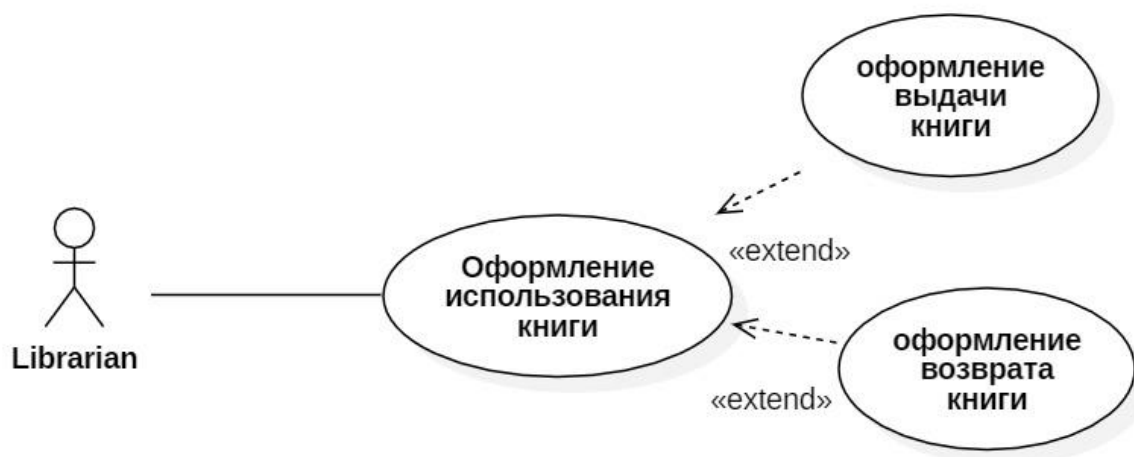 оформление
выдачи
книги
«extend»
Оформление
использования
книги
Librarian
оформление
возврата
книги
«extend»